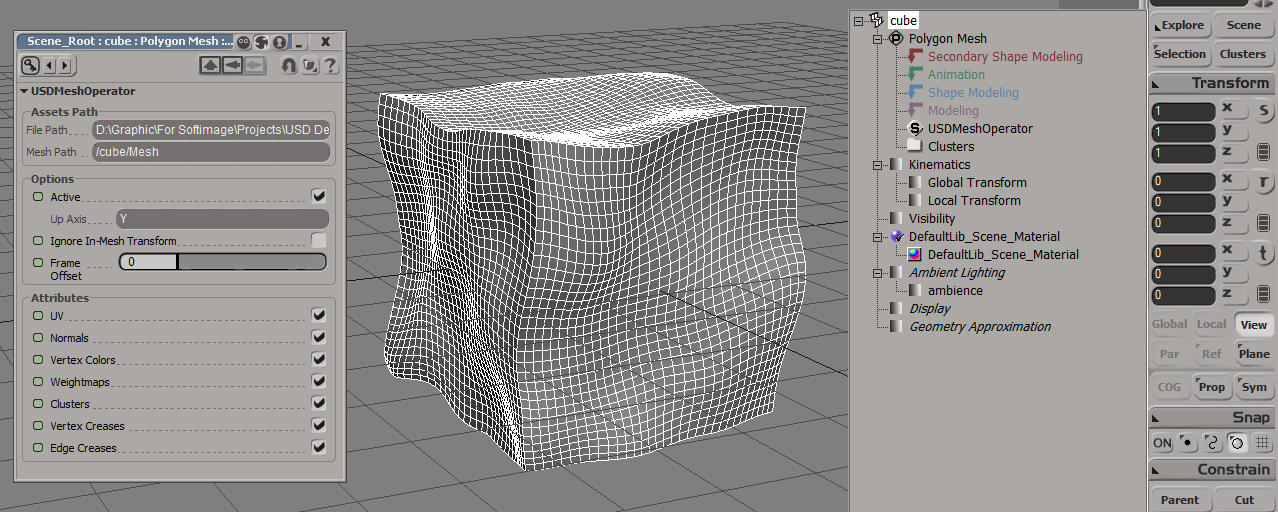 Scene_Root : cube : Polygon Mesh :...
X
USDMeshOperator
Assets Path
File Path
D:\Graphic\For Softimage\Projects\USD De
Mesh Path
/cube/Mesh
Options
Active
Up Axis
Y
Ignore In-Mesh Transform
Frame
Offset
0
Attributes
UV
Normals
Vertex Colors
Weightmaps
Clusters
Vertex Creases
Edge Creases
cube
Polygon Mesh
Secondary Shape Modeling
Animation
Shape Modeling
Modeling
USDMeshOperator
Clusters
Kinematics
Global Transform
Local Transform
Visibility
DefaultLib_Scene_Material
DefaultLib_Scene_Material
Ambient Lighting
ambience
Display
Geometry Approximation
Explore Scene
Selection Clusters
Transform
1 x s
1 y
1 z
0 x r
0 y
0 z
0 x t
0 y
0 z
Global Local View
Par Ref Plane
COG Prop Sym
Snap
ON
Constrain
Parent Cut